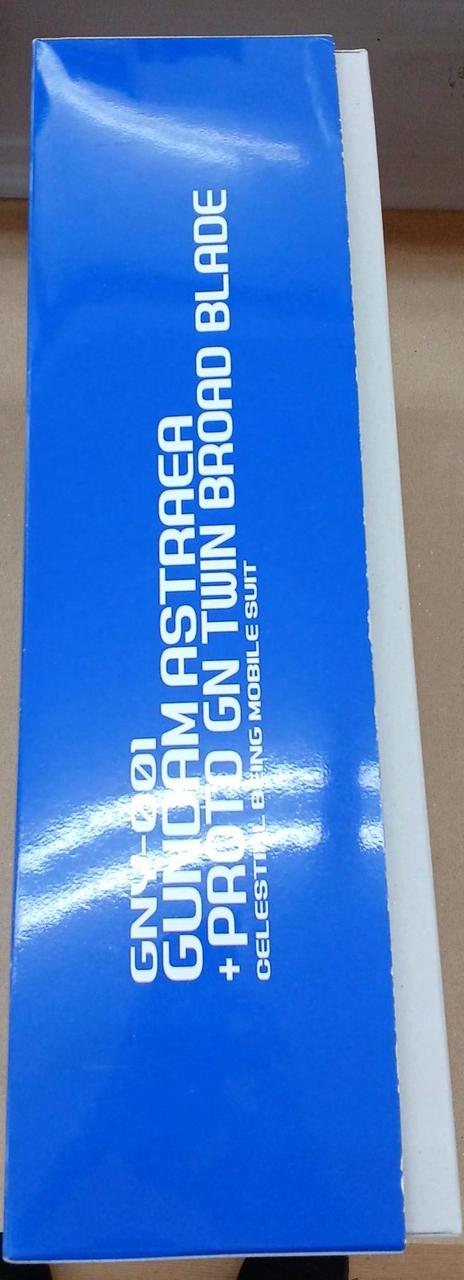 GNY-001
GUNDAM ASTRAEA
+PROTO GN TWIN BROAD BLADE
CELESTIAL BEING MOBILE SUIT